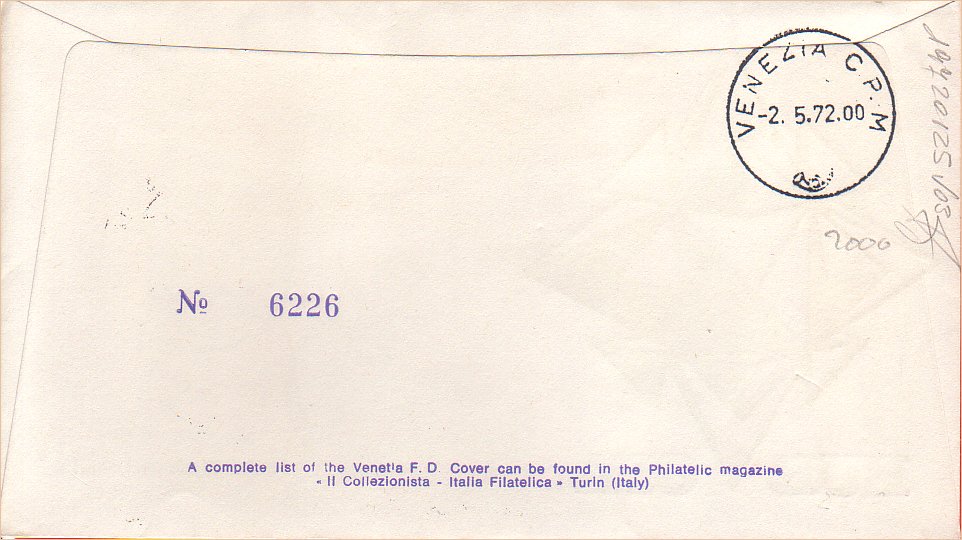 VENEZIA C.P. M
-2. 5.72.00
2000
Nº 6226
A complete list of the Venetia F. D. Cover can be found in the Philatelic magazine
« Il Collezionista - Italia Filatelica » Turin (Italy)